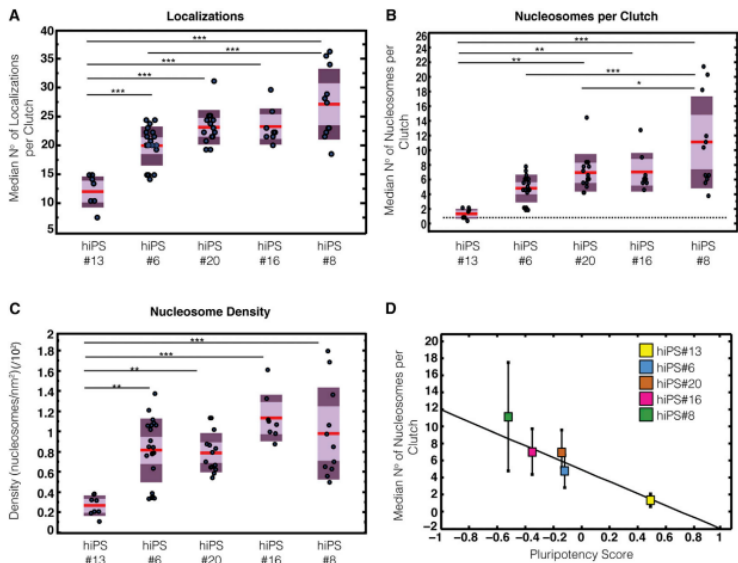 A
Localizations
Median Nº of Localizations
per Clutch
40
35
30
25
20
15
10
5
0
***
***
***
***
***
hiPS hiPS hiPS hiPS hiPS
#13 #6 #20 #16 #8
B
Nucleosomes per Clutch
Median Nº of Nucleosomes per
Clutch
26
24
22
20
18
16
14
12
10
8
6
4
2
0
***
**
**
***
*
hiPS hiPS hiPS hiPS hiPS
#13 #6 #20 #16 #8
C
Nucleosome Density
Density (nucleosomes/nm²)(/10²)
2
1.8
1.6
1.4
1.2
1
0.8
0.6
0.4
0.2
0
***
***
**
**
hiPS hiPS hiPS hiPS hiPS
#13 #6 #20 #16 #8
D
Median Nº of Nucleosomes per
Clutch
20
18
16
14
12
10
8
6
4
2
0
−2
hiPS#13
hiPS#6
hiPS#20
hiPS#16
hiPS#8
−1 −0.8 −0.6 −0.4 −0.2 0 0.2 0.4 0.6 0.8 1
Pluripotency Score